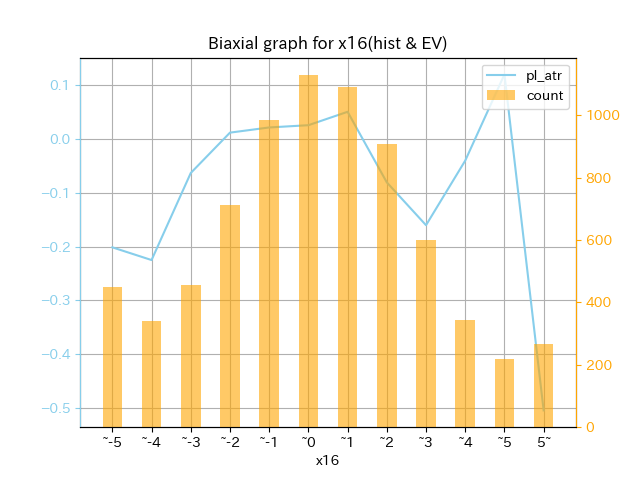 Biaxial graph for x16(hist & EV)
pl_atr
count
0.1
0.0
−0.1
−0.2
−0.3
−0.4
−0.5
1000
800
600
400
200
0
~-5 ~-4 ~-3 ~-2 ~-1 ~0 ~1 ~2 ~3 ~4 ~5 5~
x16